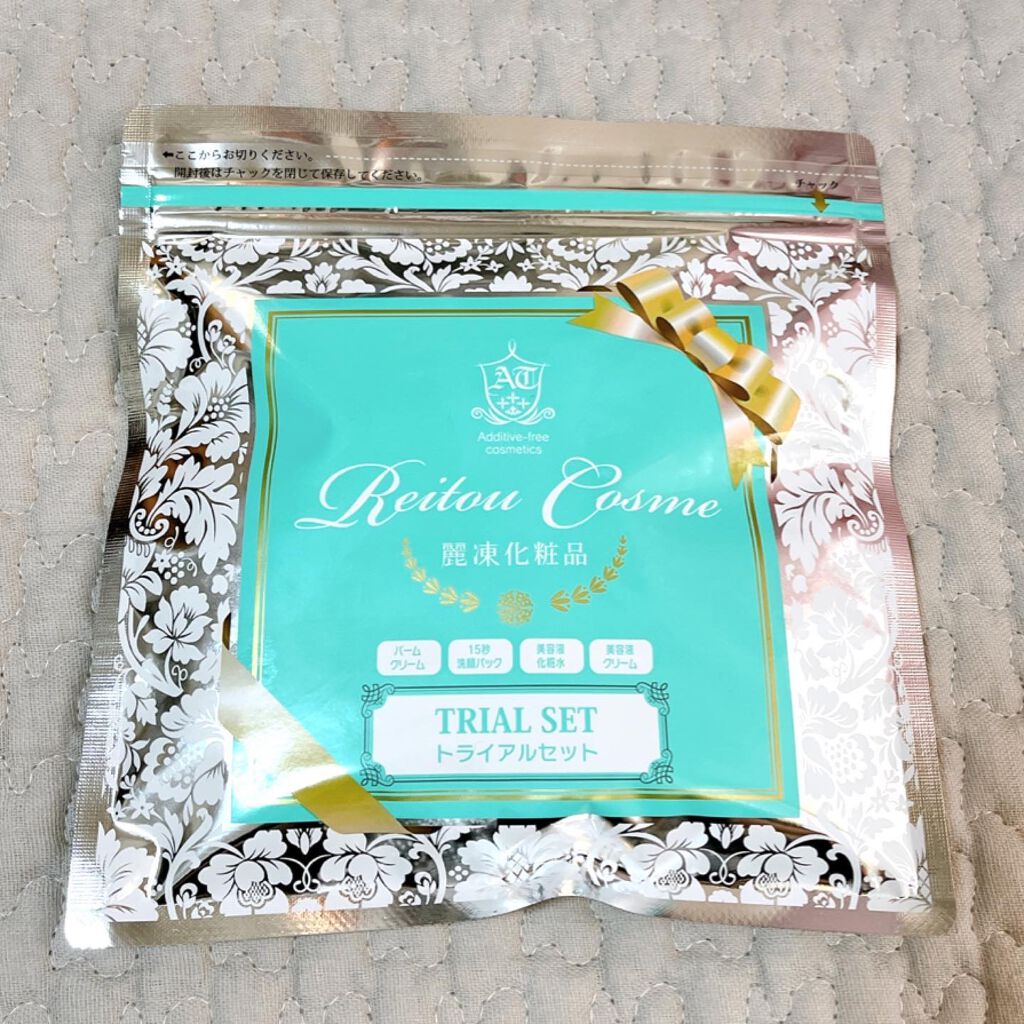 ←ここからお切りください。
開封後はチャックを閉じて保存してください。
チャック
AT
Additive-free
cosmetics
Reitou Cosme
麗凍化粧品
バーム
クリーム
15秒
洗顔パック
美容液
化粧水
美容液
クリーム
TRIAL SET
トライアルセット